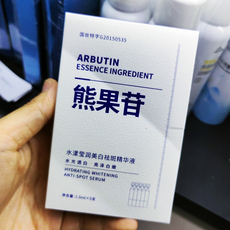 国妆特字G20150535
ARBUTIN
ESSENCE INGREDIENT
熊果苷
水漾莹润美白祛斑精华液
HYDRATING WHITENING
ANTI-SPOT SERUM